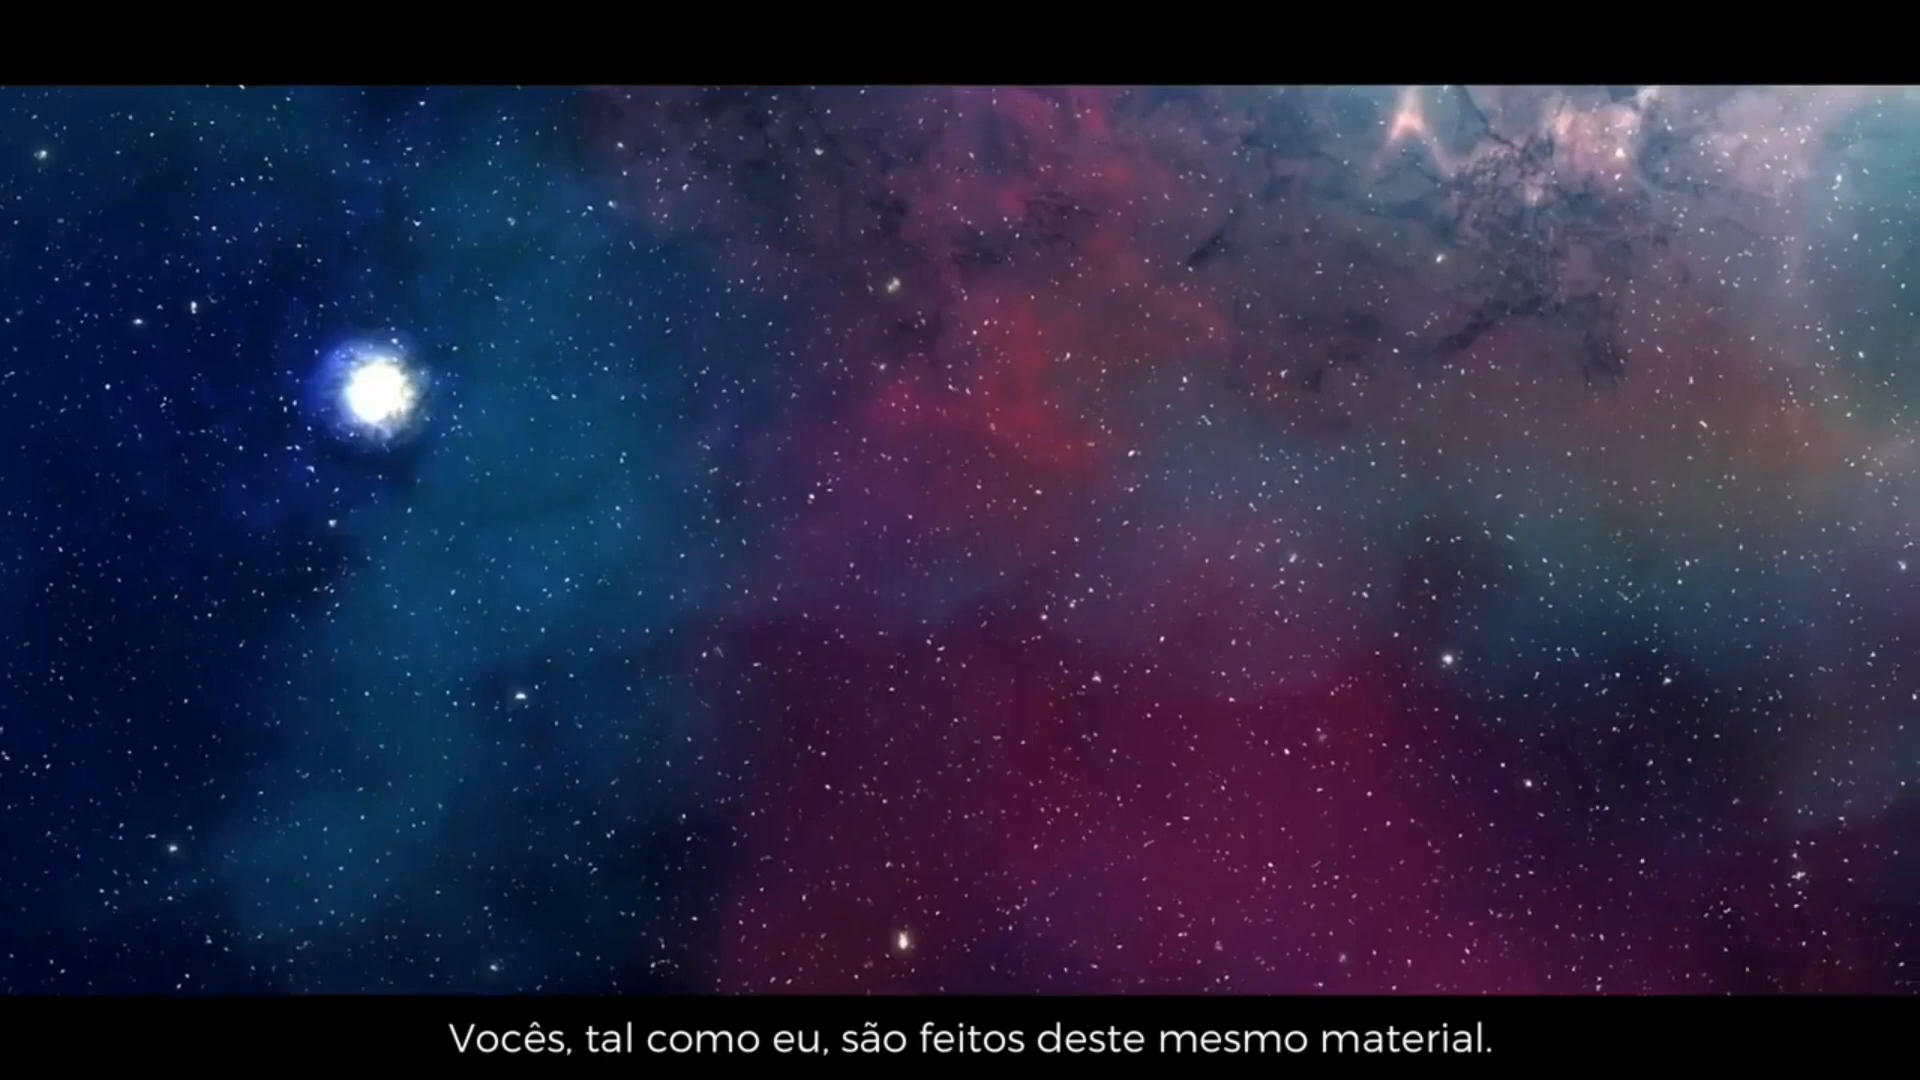 Vocês, tal como eu, são feitos deste mesmo material.